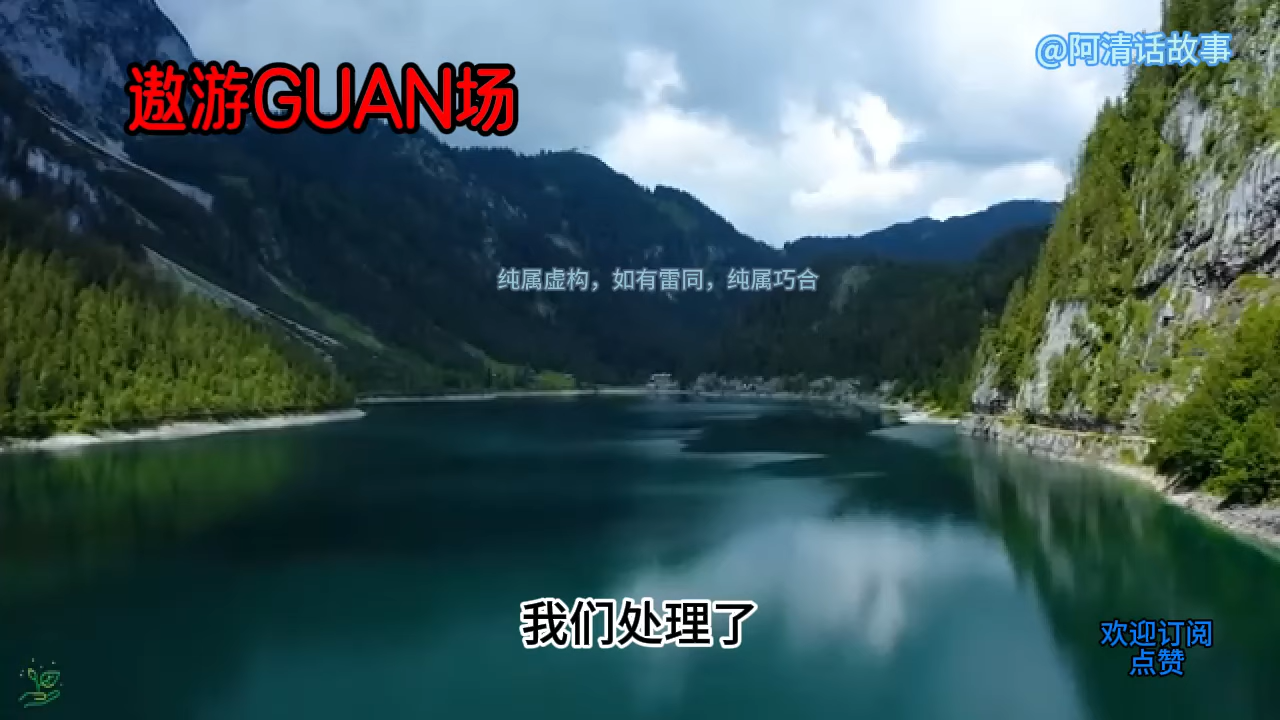 @阿清话故事
遨游GUAN场
纯属虚构，如有雷同，纯属巧合
我们处理了
欢迎订阅
点赞